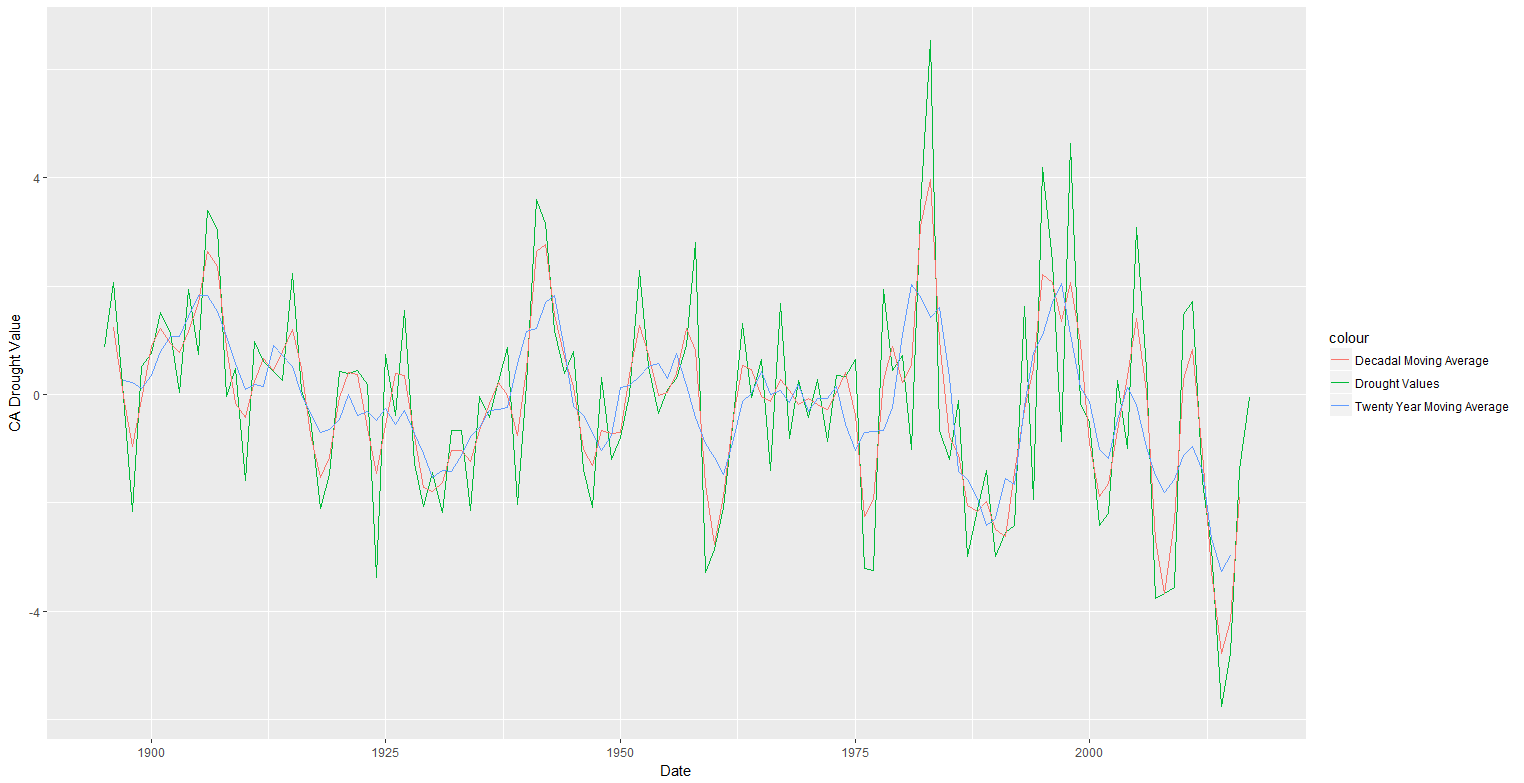 CA Drought Value
4
0
-4
1900 1925 1950 1975 2000
Date
colour
Decadal Moving Average
Drought Values
Twenty Year Moving Average